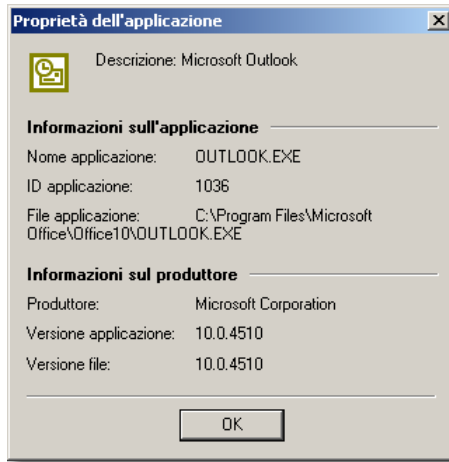 Proprietà dell'applicazione
Descrizione: Microsoft Outlook
Informazioni sull'applicazione
Nome applicazione: OUTLOOK.EXE
ID applicazione: 1036
File applicazione: C:\Program Files\Microsoft
Office\Office10\OUTLOOK.EXE
Informazioni sul produttore
Produttore: Microsoft Corporation
Versione applicazione: 10.0.4510
Versione file: 10.0.4510
OK